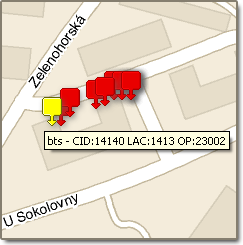 Zelenohorská
bts - CID:14140 LAC:1413 OP:23002
U Sokolovny